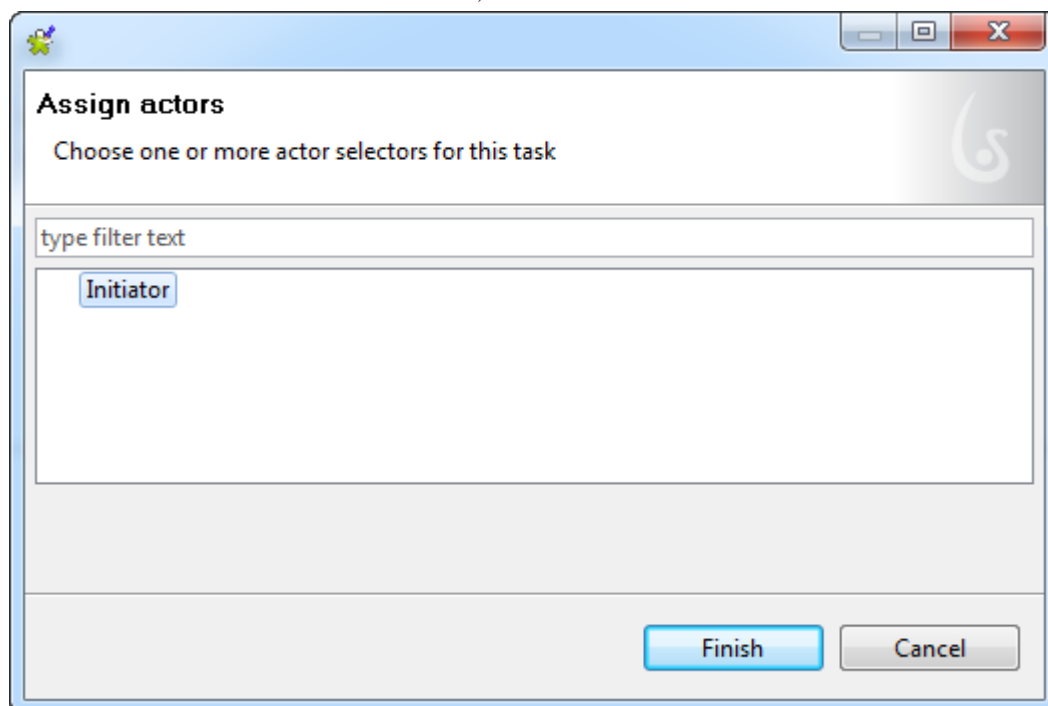 Assign actors
Choose one or more actor selectors for this task
type filter text
Initiator
Finish
Cancel